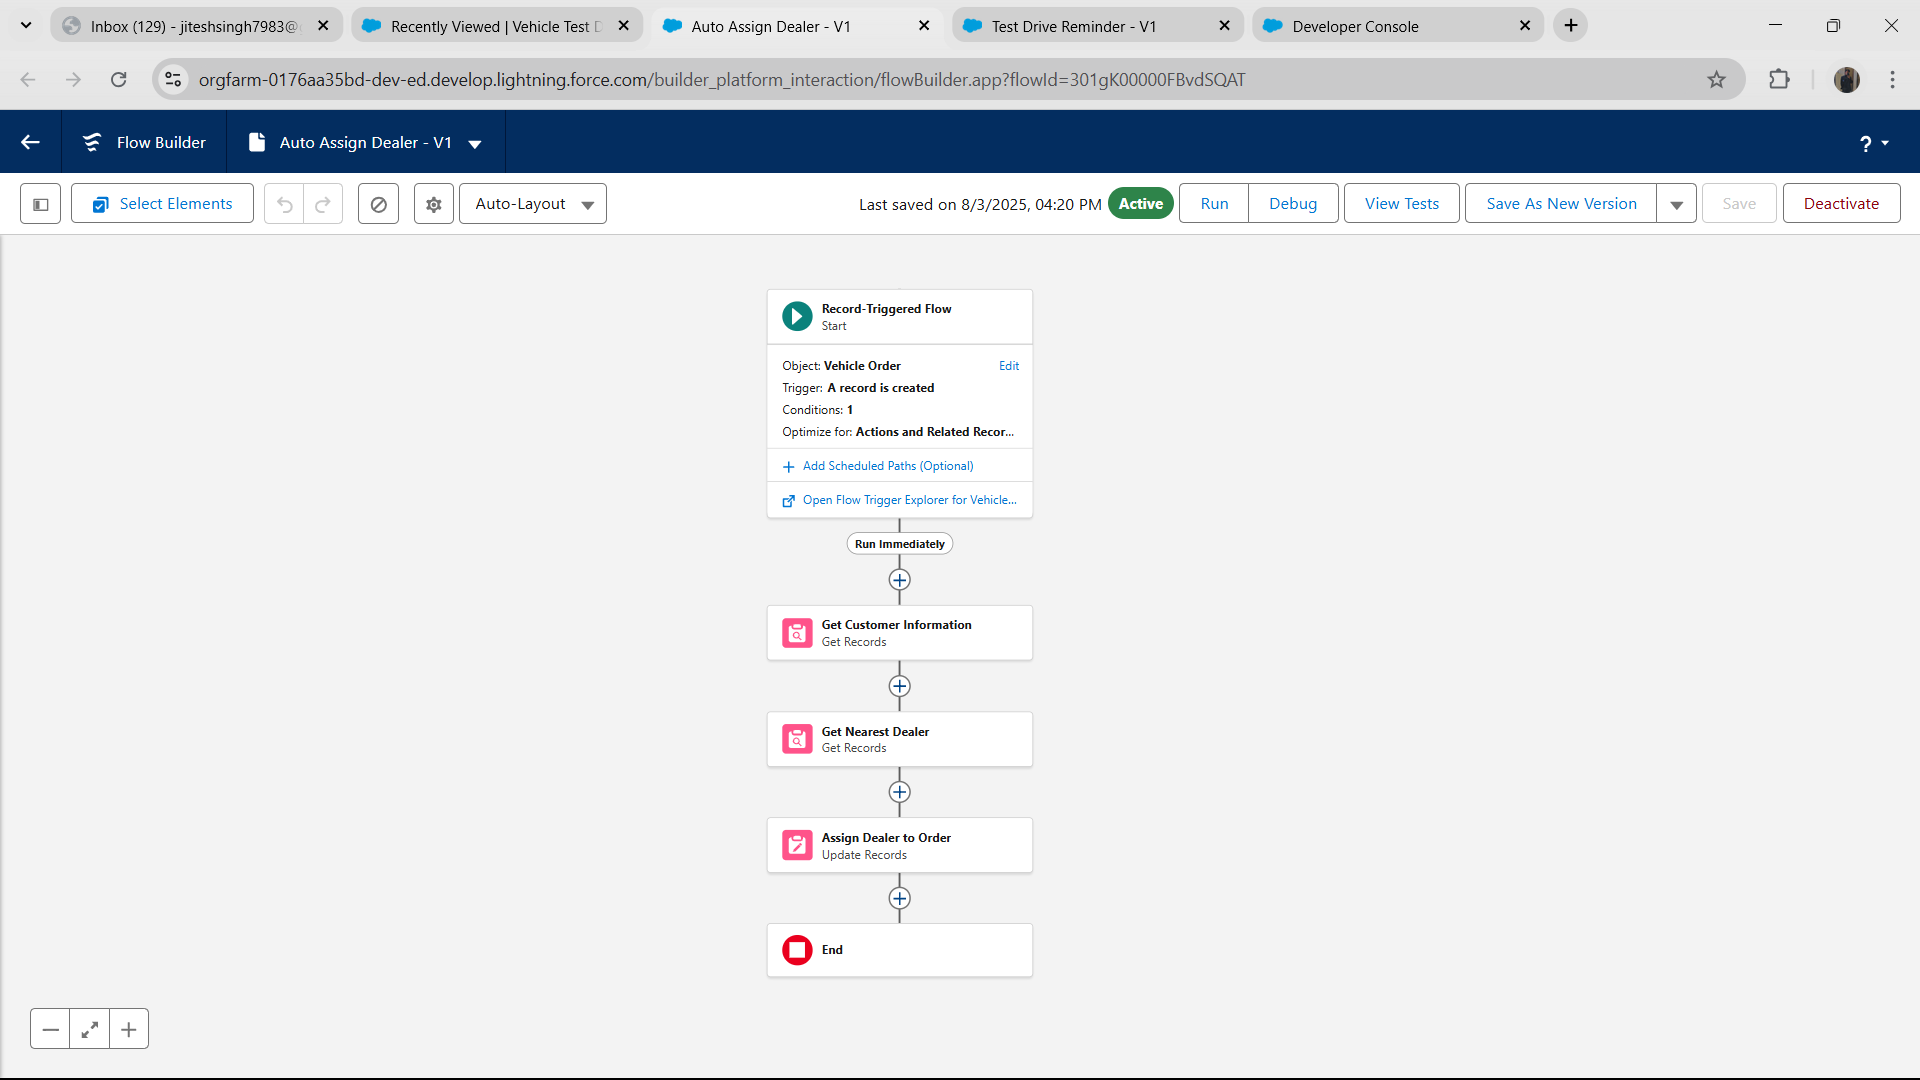 Inbox (129) - jiteshsingh7983@
Recently Viewed | Vehicle Test D
Auto Assign Dealer - V1
Test Drive Reminder - V1
Developer Console
orgfarm-0176aa35bd-dev-ed.develop.lightning.force.com/builder_platform_interaction/flowBuilder.app?flowId=301gK00000FBvdSQAT
Flow Builder
Auto Assign Dealer - V1
?
Select Elements
Auto-Layout
Last saved on 8/3/2025, 04:20 PM
Active
Run
Debug
View Tests
Save As New Version
Save
Deactivate
Record-Triggered Flow
Start
Object: Vehicle Order
Edit
Trigger: A record is created
Conditions: 1
Optimize for: Actions and Related Recor...
Add Scheduled Paths (Optional)
Open Flow Trigger Explorer for Vehicle...
Run Immediately
Get Customer Information
Get Records
Get Nearest Dealer
Get Records
Assign Dealer to Order
Update Records
End